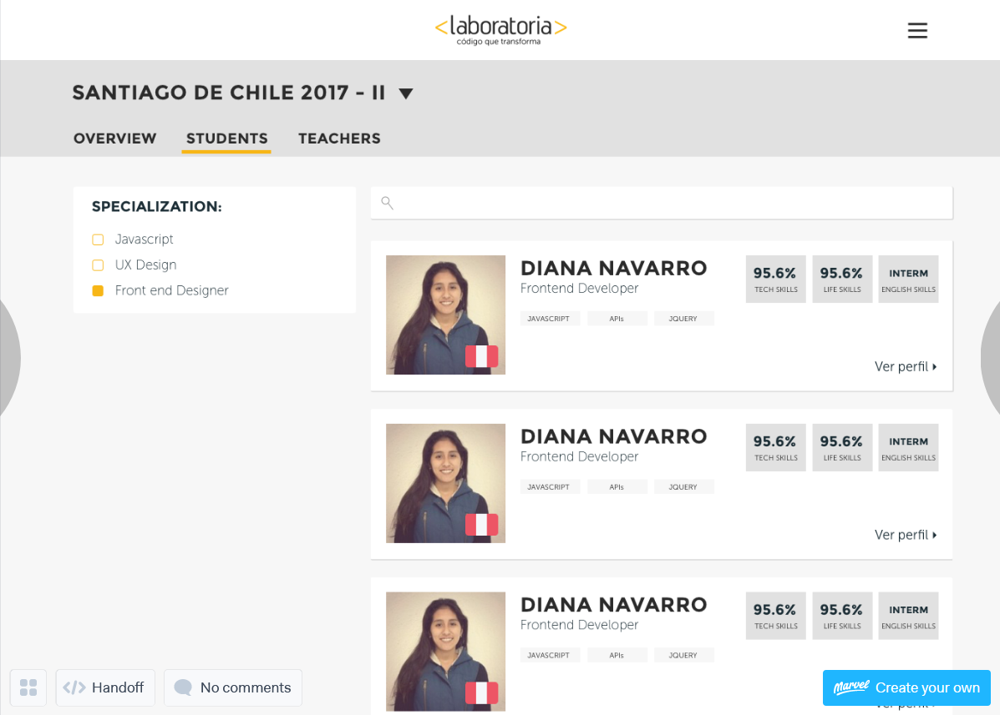 <laboratoria>
código que transforma
SANTIAGO DE CHILE 2017 - II
OVERVIEW STUDENTS TEACHERS
SPECIALIZATION:
Javascript
UX Design
Front end Designer
DIANA NAVARRO
Frontend Developer
JAVASCRIPT APIs JQUERY
95.6% 95.6% INTERM
TECH SKILLS LIFE SKILLS ENGLISH SKILLS
Ver perfil
DIANA NAVARRO
Frontend Developer
JAVASCRIPT APIs JQUERY
95.6% 95.6% INTERM
TECH SKILLS LIFE SKILLS ENGLISH SKILLS
Ver perfil
DIANA NAVARRO
Frontend Developer
JAVASCRIPT APIs JQUERY
95.6% 95.6% INTERM
TECH SKILLS LIFE SKILLS ENGLISH SKILLS
</> Handoff
No comments
Marvel Create your own